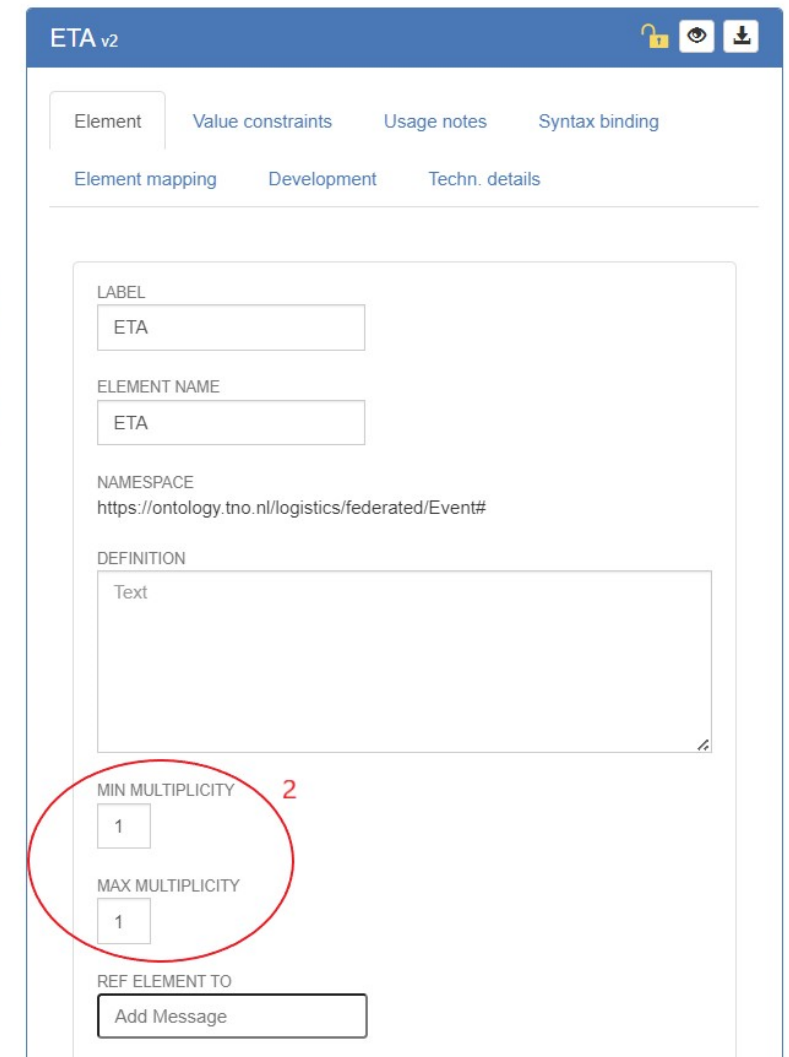 ETA v2
Element Value constraints Usage notes Syntax binding
Element mapping Development Techn. details
LABEL
ETA
ELEMENT NAME
ETA
NAMESPACE
https://ontology.tno.nl/logistics/federated/Event#
DEFINITION
Text
MIN MULTIPLICITY 2
1
MAX MULTIPLICITY
1
REF ELEMENT TO
Add Message